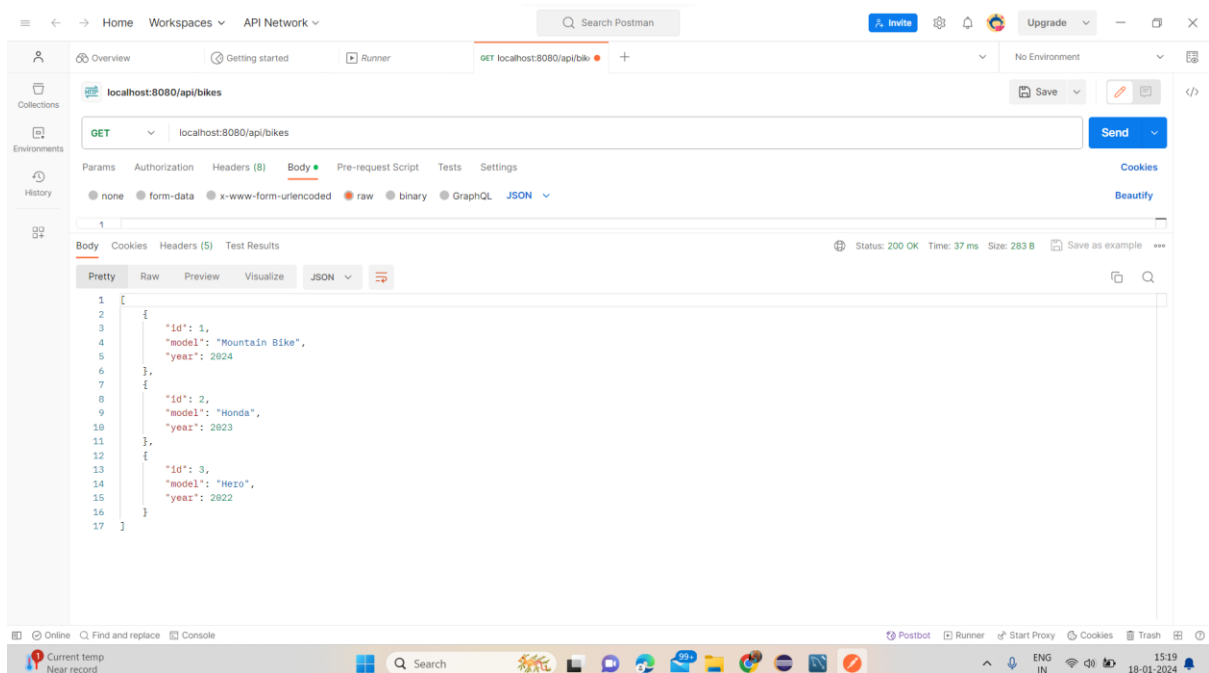 Home Workspaces API Network Search Postman Invite Upgrade
Overview Getting started Runner GET localhost:8080/api/bik No Environment
HTTP localhost:8080/api/bikes Save
Collections
GET localhost:8080/api/bikes Send
Environments
Params Authorization Headers (8) Body Pre-request Script Tests Settings Cookies
History
none form-data x-www-form-urlencoded raw binary GraphQL JSON Beautify
1
Body Cookies Headers (5) Test Results Status: 200 OK Time: 37 ms Size: 283 B Save as example
Pretty Raw Preview Visualize JSON
1 [
2 {
3 "id": 1,
4 "model": "Mountain Bike",
5 "year": 2024
6 },
7 {
8 "id": 2,
9 "model": "Honda",
10 "year": 2023
11 },
12 {
13 "id": 3,
14 "model": "Hero",
15 "year": 2022
16 }
17 ]
Online Find and replace Console Postbot Runner Start Proxy Cookies Trash
1 Current temp Search 99+ ENG 15:19
Near record IN 18-01-2024